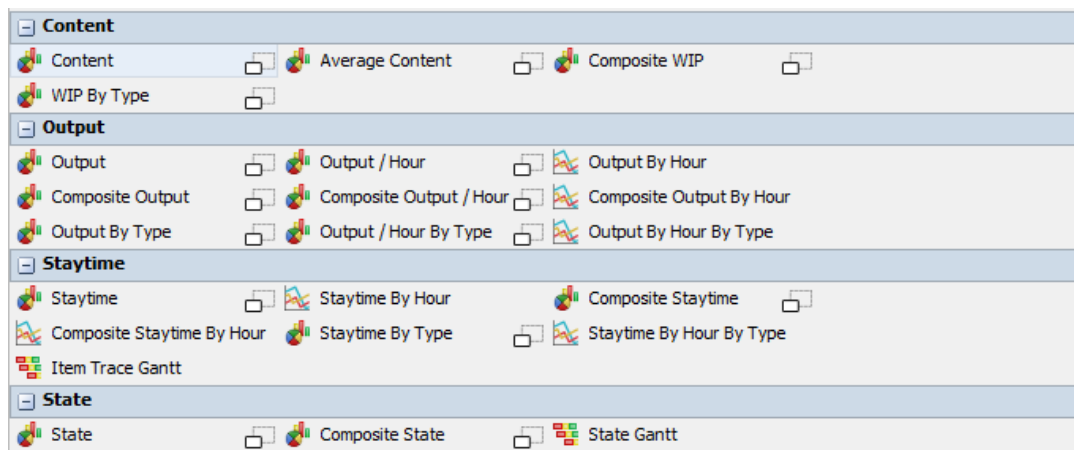 Content
Content Average Content Composite WIP
WIP By Type
Output
Output Output / Hour Output By Hour
Composite Output Composite Output / Hour Composite Output By Hour
Output By Type Output / Hour By Type Output By Hour By Type
Staytime
Staytime Staytime By Hour Composite Staytime
Composite Staytime By Hour Staytime By Type Staytime By Hour By Type
Item Trace Gantt
State
State Composite State State Gantt